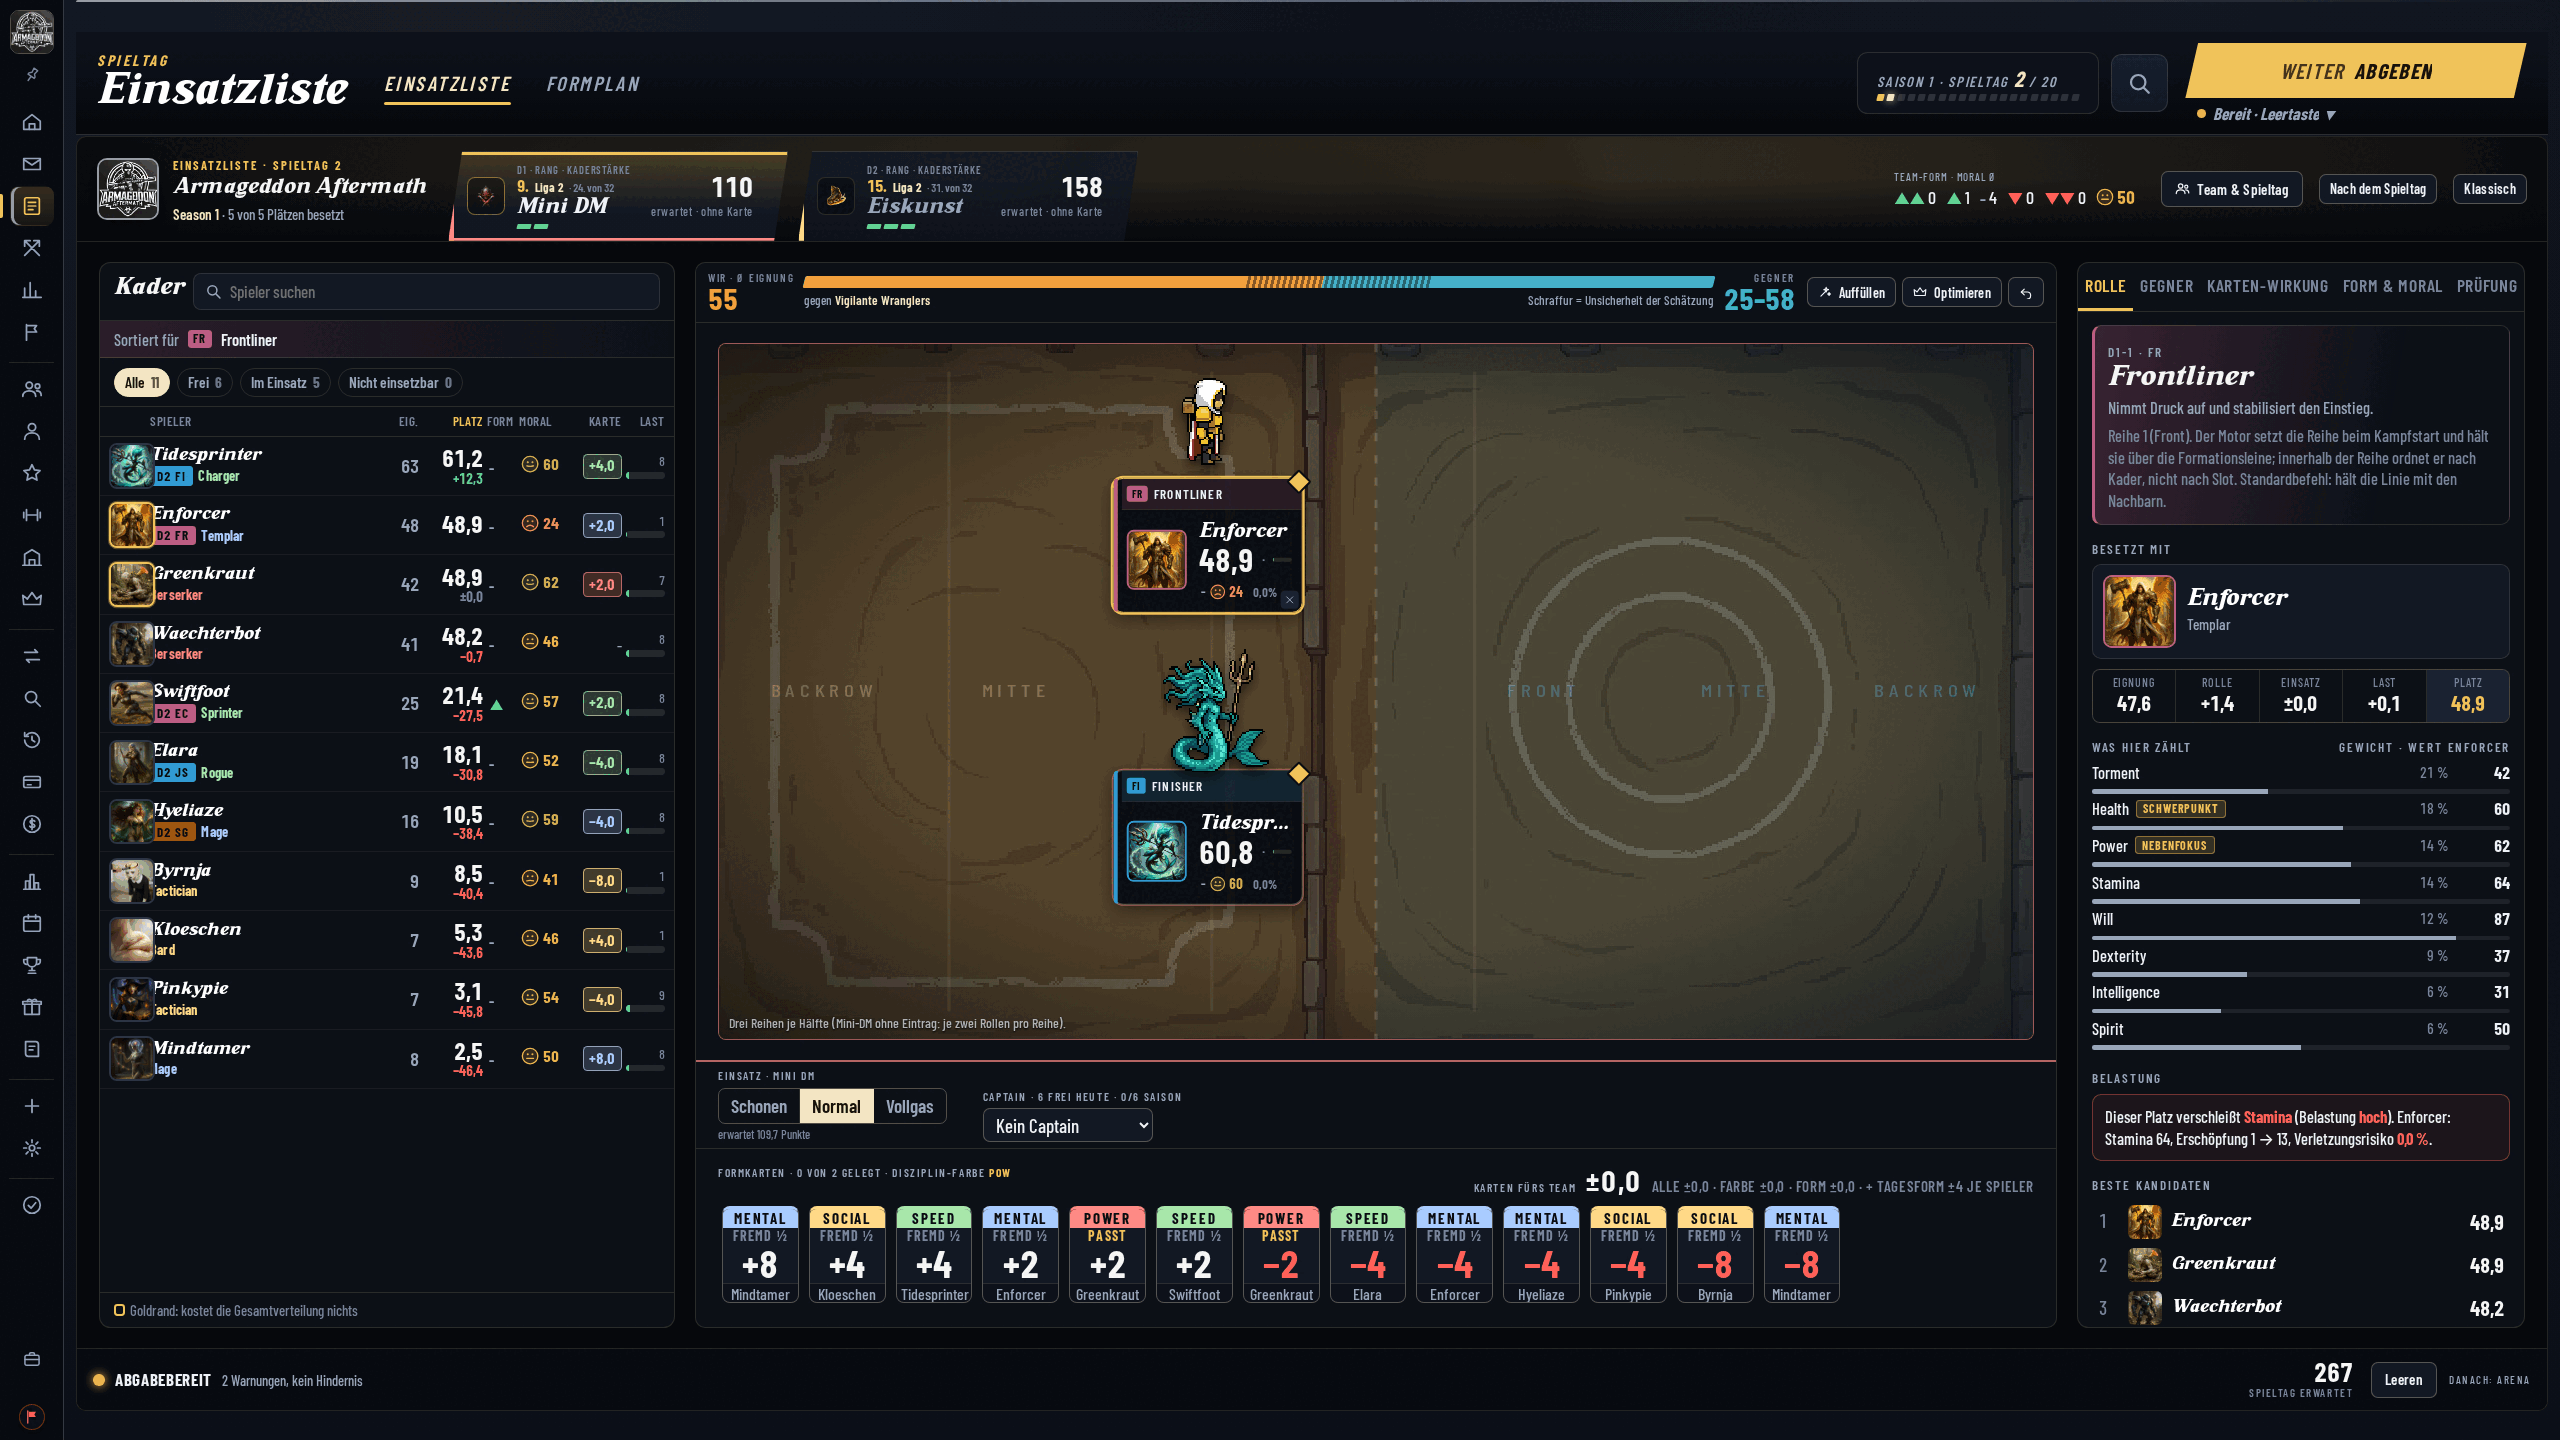 SPIELTAG
Einsatzliste
EINSATZLISTE
FORMPLAN
SAISON 1 · SPIELTAG 2 / 20
WEITER ABGEBEN
Bereit · Leertaste ▼
EINSATZLISTE · SPIELTAG 2
Armageddon Aftermath
Season 1 · 5 von 5 Plätzen besetzt
D1 · RANG · KADERSTÄRKE
9. Liga 2 · 24. von 32
Mini DM
110
erwartet · ohne Karte
D2 · RANG · KADERSTÄRKE
15. Liga 2 · 31. von 32
Eiskunst
158
erwartet · ohne Karte
TEAM-FORM · MORAL Ø
▲▲0 ▲1 –4 ▼0 ▼▼0 50
Team & Spieltag
Nach dem Spieltag
Klassisch
Kader
Spieler suchen
Sortiert für FR Frontliner
Alle 11
Frei 6
Im Einsatz 5
Nicht einsetzbar 0
SPIELER EIG. PLATZ FORM MORAL KARTE LAST
Tidesprinter
D2 FI Charger
63 61,2 +12,3 – 60 +4,0 8
Enforcer
D2 FR Templar
48 48,9 – 24 +2,0 1
Greenkraut
erserker
42 48,9 ±0,0 – 62 +2,0 7
Waechterbot
erserker
41 48,2 –0,7 – 46 – 8
Swiftfoot
D2 EC Sprinter
25 21,4 –27,5 ▲ 57 +2,0 8
Elara
D2 JS Rogue
19 18,1 –30,8 – 52 –4,0 8
Hyeliaze
D2 SG Mage
16 10,5 –38,4 – 59 –4,0 8
Byrnja
actician
9 8,5 –40,4 – 41 –8,0 1
Kloeschen
ard
7 5,3 –43,6 – 46 +4,0 1
Pinkypie
actician
7 3,1 –45,8 – 54 –4,0 9
Mindtamer
lage
8 2,5 –46,4 – 50 +8,0 8
Goldrand: kostet die Gesamtverteilung nichts
WIR · Ø EIGNUNG
55
gegen Vigilante Wranglers
Schraffur = Unsicherheit der Schätzung
GEGNER
25–58
Auffüllen
Optimieren
FR FRONTLINER
Enforcer
48,9
– 24 0,0%
BACKROW
MITTE
FRONT
MITTE
BACKROW
FI FINISHER
Tidespr...
60,8
– 60 0,0%
Drei Reihen je Hälfte (Mini-DM ohne Eintrag: je zwei Rollen pro Reihe).
EINSATZ · MINI DM
Schonen
Normal
Vollgas
erwartet 109,7 Punkte
CAPTAIN · 6 FREI HEUTE · 0/6 SAISON
Kein Captain
FORMKARTEN · 0 VON 2 GELEGT · DISZIPLIN-FARBE POW
KARTEN FÜRS TEAM ±0,0 ALLE ±0,0 · FARBE ±0,0 · FORM ±0,0 · + TAGESFORM ±4 JE SPIELER
MENTAL SOCIAL SPEED MENTAL POWER SPEED POWER SPEED MENTAL MENTAL SOCIAL SOCIAL MENTAL
FREMD ½ FREMD ½ FREMD ½ FREMD ½ PASST FREMD ½ PASST FREMD ½ FREMD ½ FREMD ½ FREMD ½ FREMD ½ FREMD ½
+8 +4 +4 +2 +2 +2 –2 –4 –4 –4 –4 –8 –8
Mindtamer Kloeschen Tidesprinter Enforcer Greenkraut Swiftfoot Greenkraut Elara Enforcer Hyeliaze Pinkypie Byrnja Mindtamer
ROLLE
GEGNER
KARTEN-WIRKUNG
FORM & MORAL
PRÜFUNG
D1-1 · FR
Frontliner
Nimmt Druck auf und stabilisiert den Einstieg.
Reihe 1 (Front). Der Motor setzt die Reihe beim Kampfstart und hält
sie über die Formationsleine; innerhalb der Reihe ordnet er nach
Kader, nicht nach Slot. Standardbefehl: hält die Linie mit den
Nachbarn.
BESETZT MIT
Enforcer
Templar
EIGNUNG ROLLE EINSATZ LAST PLATZ
47,6 +1,4 ±0,0 +0,1 48,9
WAS HIER ZÄHLT
GEWICHT · WERT ENFORCER
Torment 21 % 42
Health SCHWERPUNKT 18 % 60
Power NEBENFOKUS 14 % 62
Stamina 14 % 64
Will 12 % 87
Dexterity 9 % 37
Intelligence 6 % 31
Spirit 6 % 50
BELASTUNG
Dieser Platz verschleißt Stamina (Belastung hoch). Enforcer:
Stamina 64, Erschöpfung 1 → 13, Verletzungsrisiko 0,0 %.
BESTE KANDIDATEN
1 Enforcer 48,9
2 Greenkraut 48,9
3 Waechterbot 48,2
ABGABEBEREIT 2 Warnungen, kein Hindernis
267
SPIELTAG ERWARTET
Leeren
DANACH: ARENA